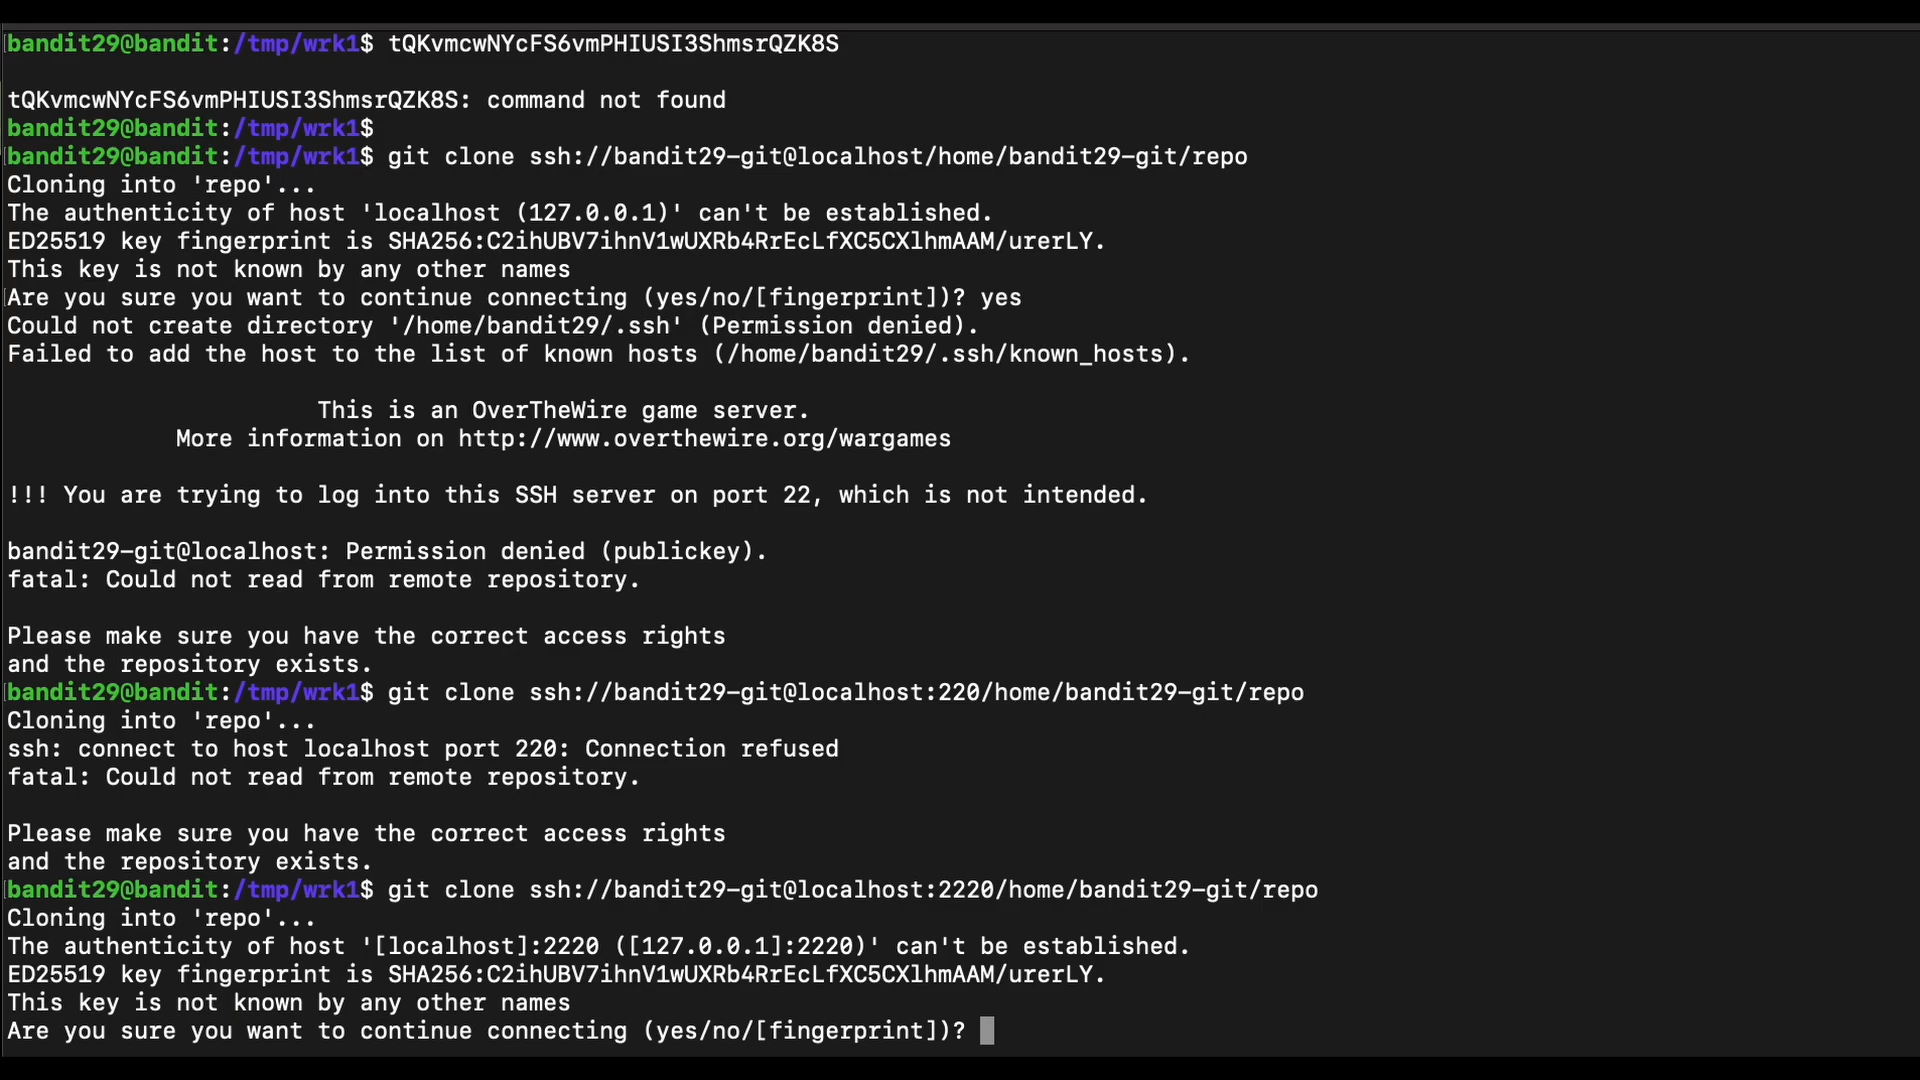 bandit29@bandit:/tmp/wrk1$ tQKvmcwNYcFS6vmPHIUSI3ShmsrQZK8S
tQKvmcwNYcFS6vmPHIUSI3ShmsrQZK8S: command not found
bandit29@bandit:/tmp/wrk1$
bandit29@bandit:/tmp/wrk1$ git clone ssh://bandit29-git@localhost/home/bandit29-git/repo
Cloning into 'repo'...
The authenticity of host 'localhost (127.0.0.1)' can't be established.
ED25519 key fingerprint is SHA256:C2ihUBV7ihnV1wUXRb4RrEcLfXC5CXlhmAAM/urerLY.
This key is not known by any other names
Are you sure you want to continue connecting (yes/no/[fingerprint])? yes
Could not create directory '/home/bandit29/.ssh' (Permission denied).
Failed to add the host to the list of known hosts (/home/bandit29/.ssh/known_hosts).
This is an OverTheWire game server.
More information on http://www.overthewire.org/wargames
!!! You are trying to log into this SSH server on port 22, which is not intended.
bandit29-git@localhost: Permission denied (publickey).
fatal: Could not read from remote repository.
Please make sure you have the correct access rights
and the repository exists.
bandit29@bandit:/tmp/wrk1$ git clone ssh://bandit29-git@localhost:220/home/bandit29-git/repo
Cloning into 'repo'...
ssh: connect to host localhost port 220: Connection refused
fatal: Could not read from remote repository.
Please make sure you have the correct access rights
and the repository exists.
bandit29@bandit:/tmp/wrk1$ git clone ssh://bandit29-git@localhost:2220/home/bandit29-git/repo
Cloning into 'repo'...
The authenticity of host '[localhost]:2220 ([127.0.0.1]:2220)' can't be established.
ED25519 key fingerprint is SHA256:C2ihUBV7ihnV1wUXRb4RrEcLfXC5CXlhmAAM/urerLY.
This key is not known by any other names
Are you sure you want to continue connecting (yes/no/[fingerprint])?